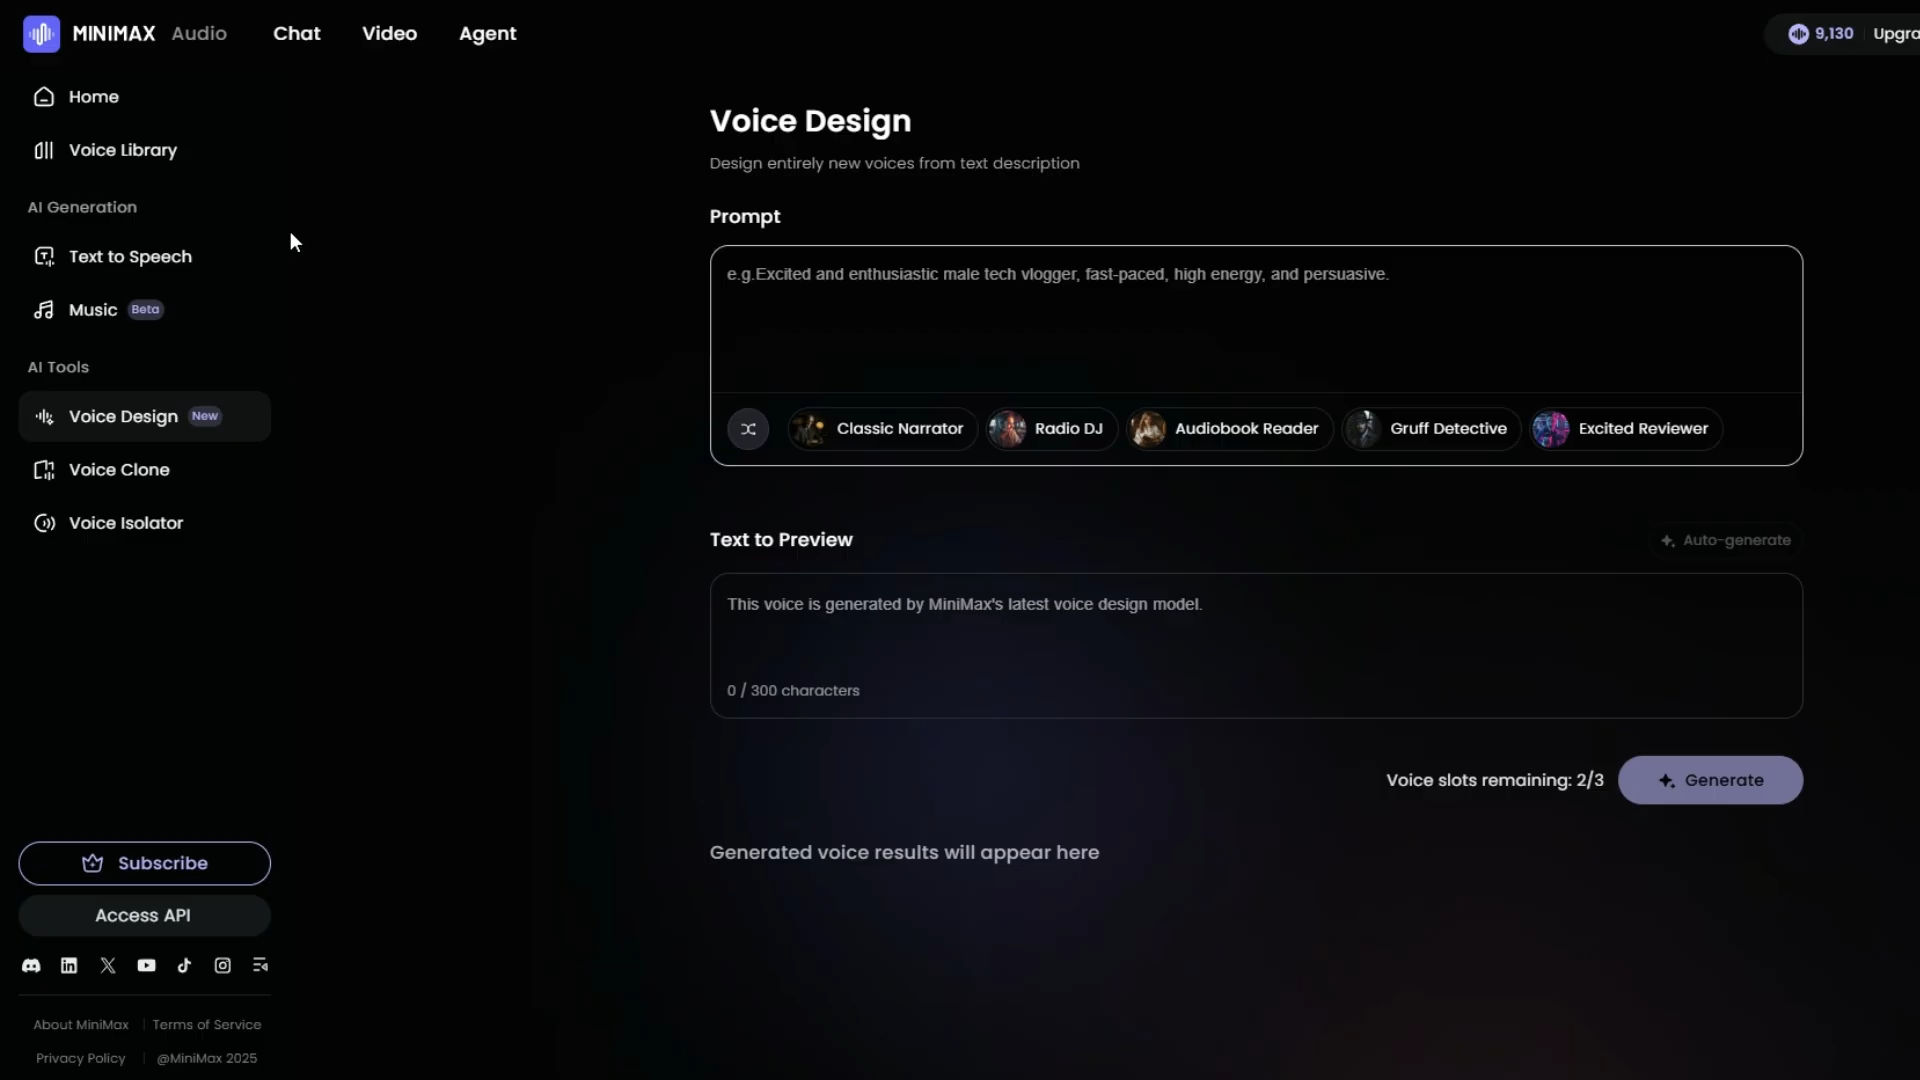 MINIMAX Audio Chat Video Agent
9,130 Upgra
Home
Voice Library
AI Generation
Text to Speech
Music Beta
AI Tools
Voice Design New
Voice Clone
Voice Isolator
Subscribe
Access API
About MiniMax Terms of Service
Privacy Policy @MiniMax 2025
Voice Design
Design entirely new voices from text description
Prompt
e.g.Excited and enthusiastic male tech vlogger, fast-paced, high energy, and persuasive.
Classic Narrator Radio DJ Audiobook Reader Gruff Detective Excited Reviewer
Text to Preview Auto-generate
This voice is generated by MiniMax's latest voice design model.
0 / 300 characters
Voice slots remaining: 2/3 Generate
Generated voice results will appear here